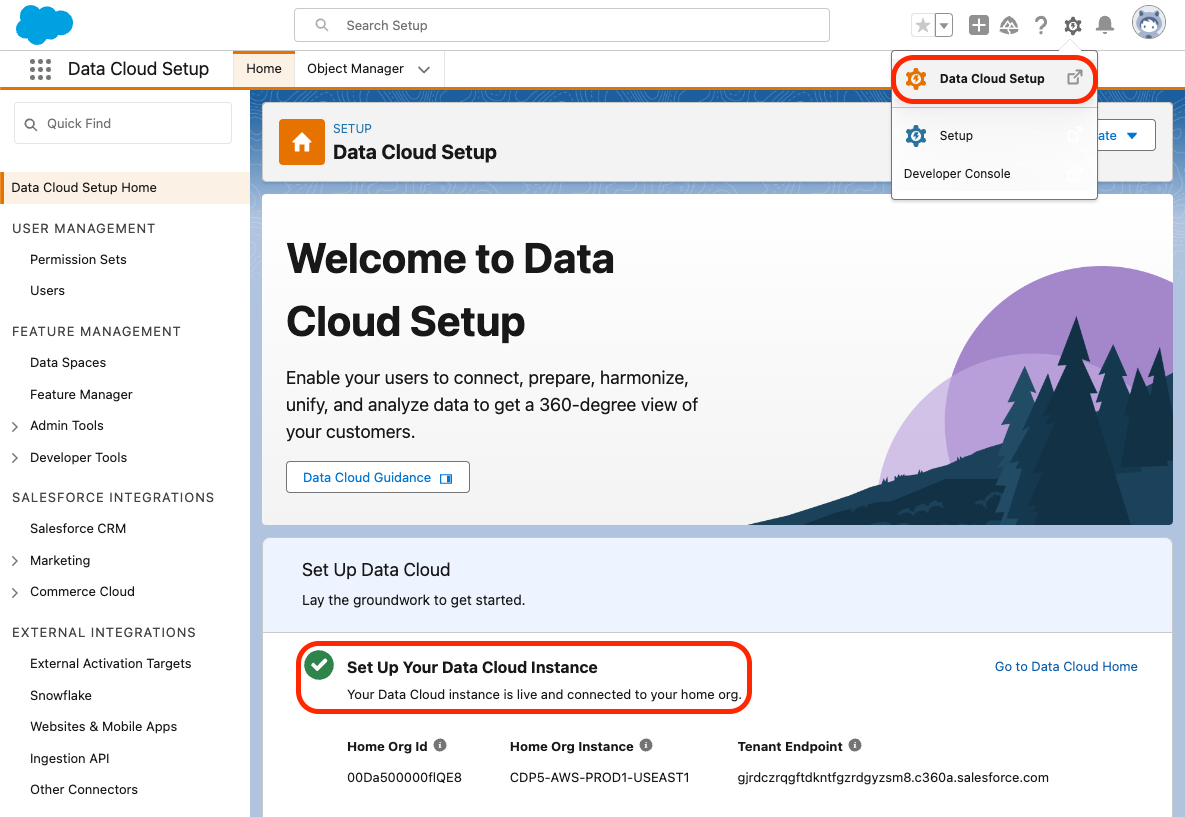 Search Setup
Data Cloud Setup
Home
Object Manager
Data Cloud Setup
Setup
Developer Console
ate
Quick Find
Data Cloud Setup Home
USER MANAGEMENT
Permission Sets
Users
FEATURE MANAGEMENT
Data Spaces
Feature Manager
Admin Tools
Developer Tools
SALESFORCE INTEGRATIONS
Salesforce CRM
Marketing
Commerce Cloud
EXTERNAL INTEGRATIONS
External Activation Targets
Snowflake
Websites & Mobile Apps
Ingestion API
Other Connectors
SETUP
Data Cloud Setup
Welcome to Data
Cloud Setup
Enable your users to connect, prepare, harmonize,
unify, and analyze data to get a 360-degree view of
your customers.
Data Cloud Guidance
Set Up Data Cloud
Lay the groundwork to get started.
Set Up Your Data Cloud Instance
Your Data Cloud instance is live and connected to your home org.
Go to Data Cloud Home
Home Org Id
Home Org Instance
Tenant Endpoint
00Da500000flQE8
CDP5-AWS-PROD1-USEAST1
gjrdczrqgftdkntfgzrdgyzsm8.c360a.salesforce.com